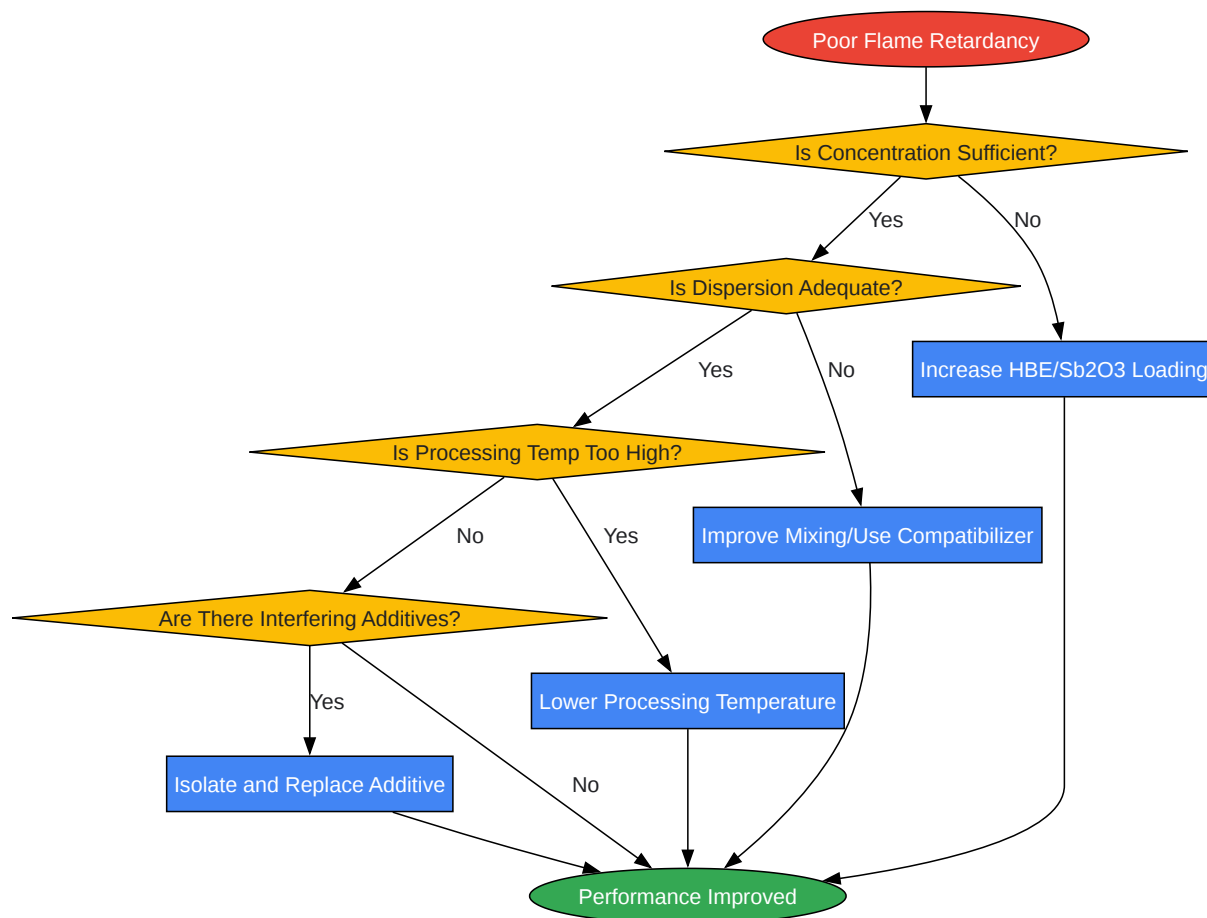 Poor Flame Retardancy
Is Concentration Sufficient?
Yes
No
Is Dispersion Adequate?
Yes
No
Increase HBE/Sb2O3 Loading
Is Processing Temp Too High?
No
Yes
Improve Mixing/Use Compatibilizer
Are There Interfering Additives?
Yes
Lower Processing Temperature
Isolate and Replace Additive
No
Performance Improved